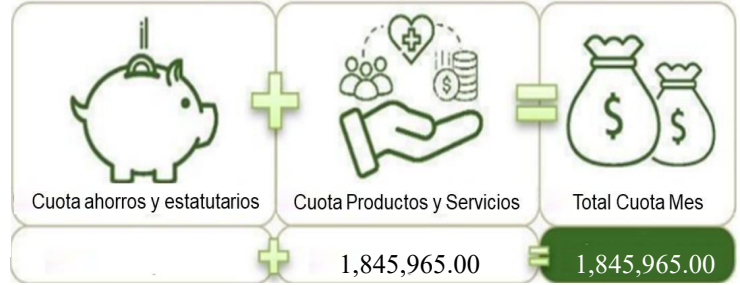 Cuota ahorros y estatutarios
Cuota Productos y Servicios
Total Cuota Mes
+ 1,845,965.00 = 1,845,965.00